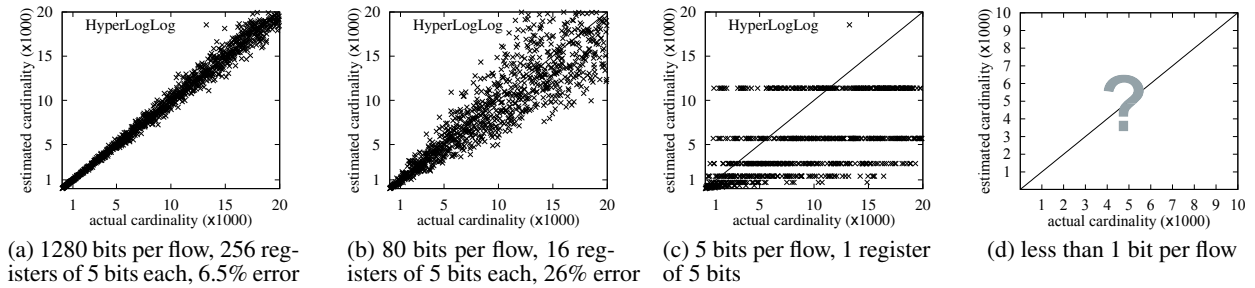 HyperLogLog ×
estimated cardinality (x1000)
20
15
10
5
1
1 5 10 15 20
actual cardinality (x1000)
(a) 1280 bits per flow, 256 reg-
isters of 5 bits each, 6.5% error
HyperLogLog ×
estimated cardinality (x1000)
20
15
10
5
1
1 5 10 15 20
actual cardinality (x1000)
(b) 80 bits per flow, 16 reg-
isters of 5 bits each, 26% error
HyperLogLog ×
estimated cardinality (x1000)
20
15
10
5
1
1 5 10 15 20
actual cardinality (x1000)
(c) 5 bits per flow, 1 register
of 5 bits
estimated cardinality (x1000)
10
9
8
7
6
5
4
3
2
1
?
1 2 3 4 5 6 7 8 9 10
actual cardinality (x1000)
(d) less than 1 bit per flow